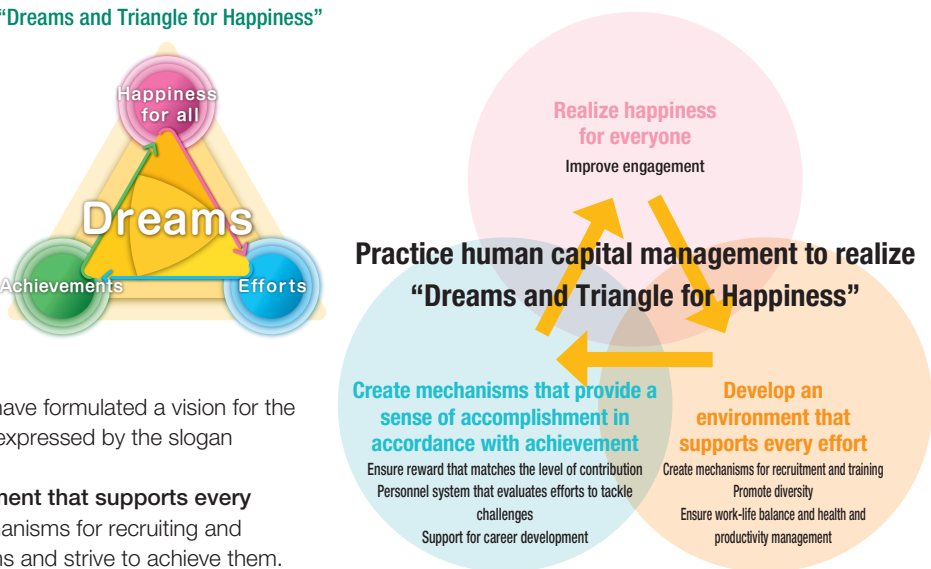 “Dreams and Triangle for Happiness”
Happiness
for all
Dreams
Achievements
Efforts
have formulated a vision for the
expressed by the slogan
ment that supports every
hanisms for recruiting and
ns and strive to achieve them.
Realize happiness
for everyone
Improve engagement
Practice human capital management to realize
“Dreams and Triangle for Happiness”
Create mechanisms that provide a
sense of accomplishment in
accordance with achievement
Ensure reward that matches the level of contribution
Personnel system that evaluates efforts to tackle
challenges
Support for career development
Develop an
environment that
supports every effort
Create mechanisms for recruitment and training
Promote diversity
Ensure work-life balance and health and
productivity management